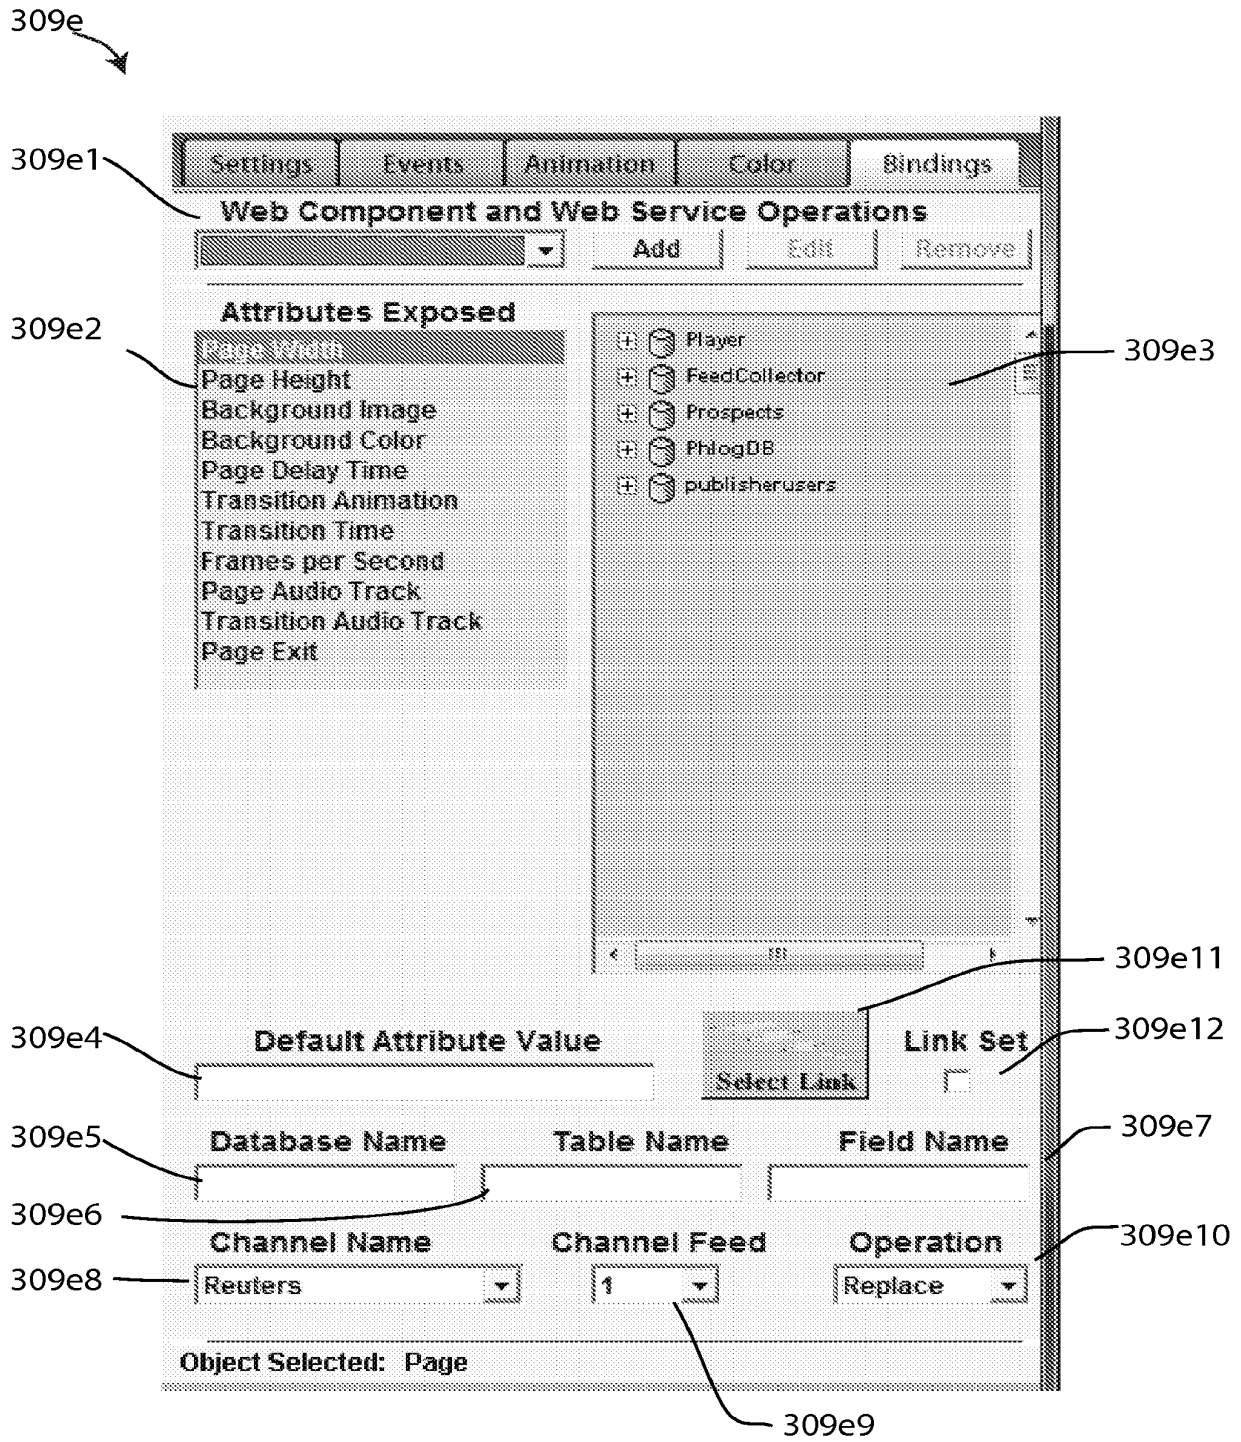 309e
309e1
Settings Events Animation Color Bindings
Web Component and Web Service Operations
Add Edit Remove
309e2
Attributes Exposed
Page Width
Page Height
Background Image
Background Color
Page Delay Time
Transition Animation
Transition Time
Frames per Second
Page Audio Track
Transition Audio Track
Page Exit
Player
FeedCollector
Prospects
PhlogDB
publisherusers
309e3
309e11
309e4
Default Attribute Value
Select Link
Link Set
309e12
309e5
Database Name Table Name Field Name
309e7
309e6
Channel Name Channel Feed Operation
309e10
309e8
Reuters 1 Replace
Object Selected: Page
309e9